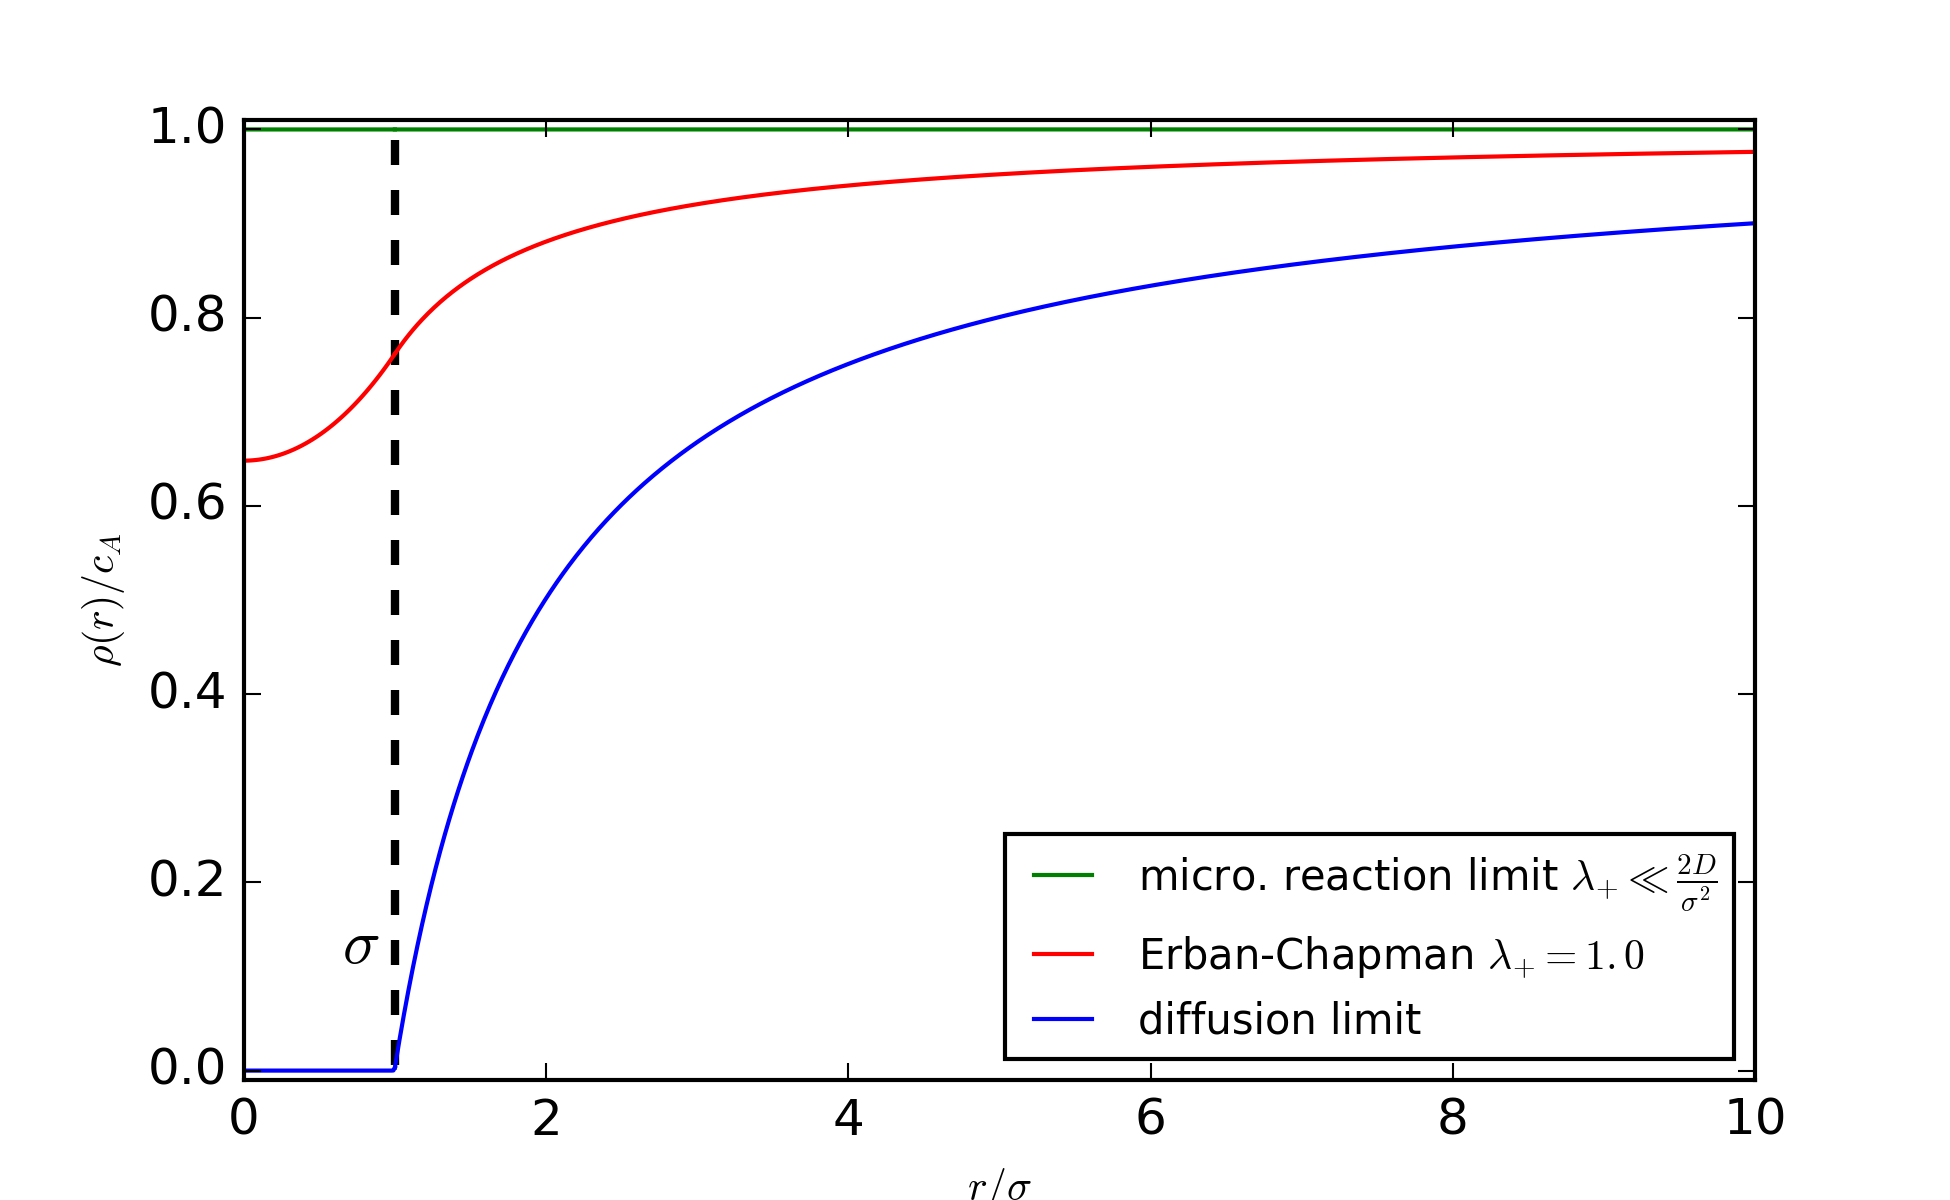 1.0
0.8
0.6
0.4
0.2
0.0
ρ(r)/c_A
σ
micro. reaction limit λ₊ ≪ 2D/σ²
Erban-Chapman λ₊ = 1.0
diffusion limit
0 2 4 6 8 10
r/σ